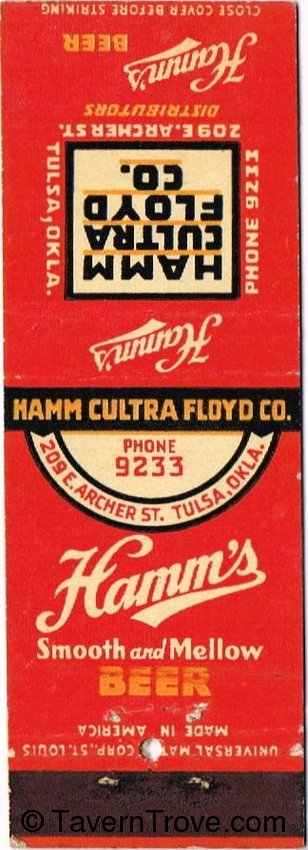 CLOSE COVER BEFORE STRIKING
Hamm's
BEER
DISTRIBUTORS
209 E. ARCHER ST.
TULSA, OKLA.
PHONE 9233
HAMM
CULTRA
FLOYD
CO.
Hamm's
HAMM CULTRA FLOYD CO.
PHONE
9233
209 E. ARCHER ST. TULSA, OKLA.
Hamm's
Smooth and Mellow
BEER
MADE IN AMERICA
UNIVERSAL MATCH CORP., ST. LOUIS
© TavernTrove.com